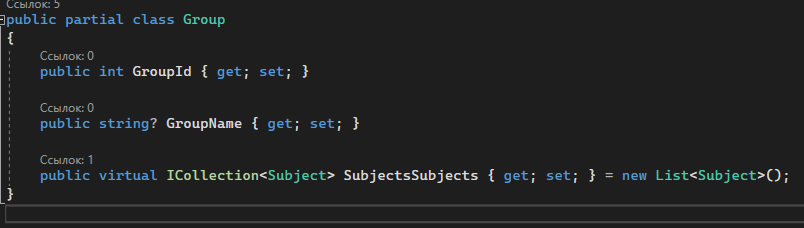 Ссылок: 5
public partial class Group
{
Ссылок: 0
public int GroupId { get; set; }
Ссылок: 0
public string? GroupName { get; set; }
Ссылок: 1
public virtual ICollection<Subject> SubjectsSubjects { get; set; } = new List<Subject>();
}